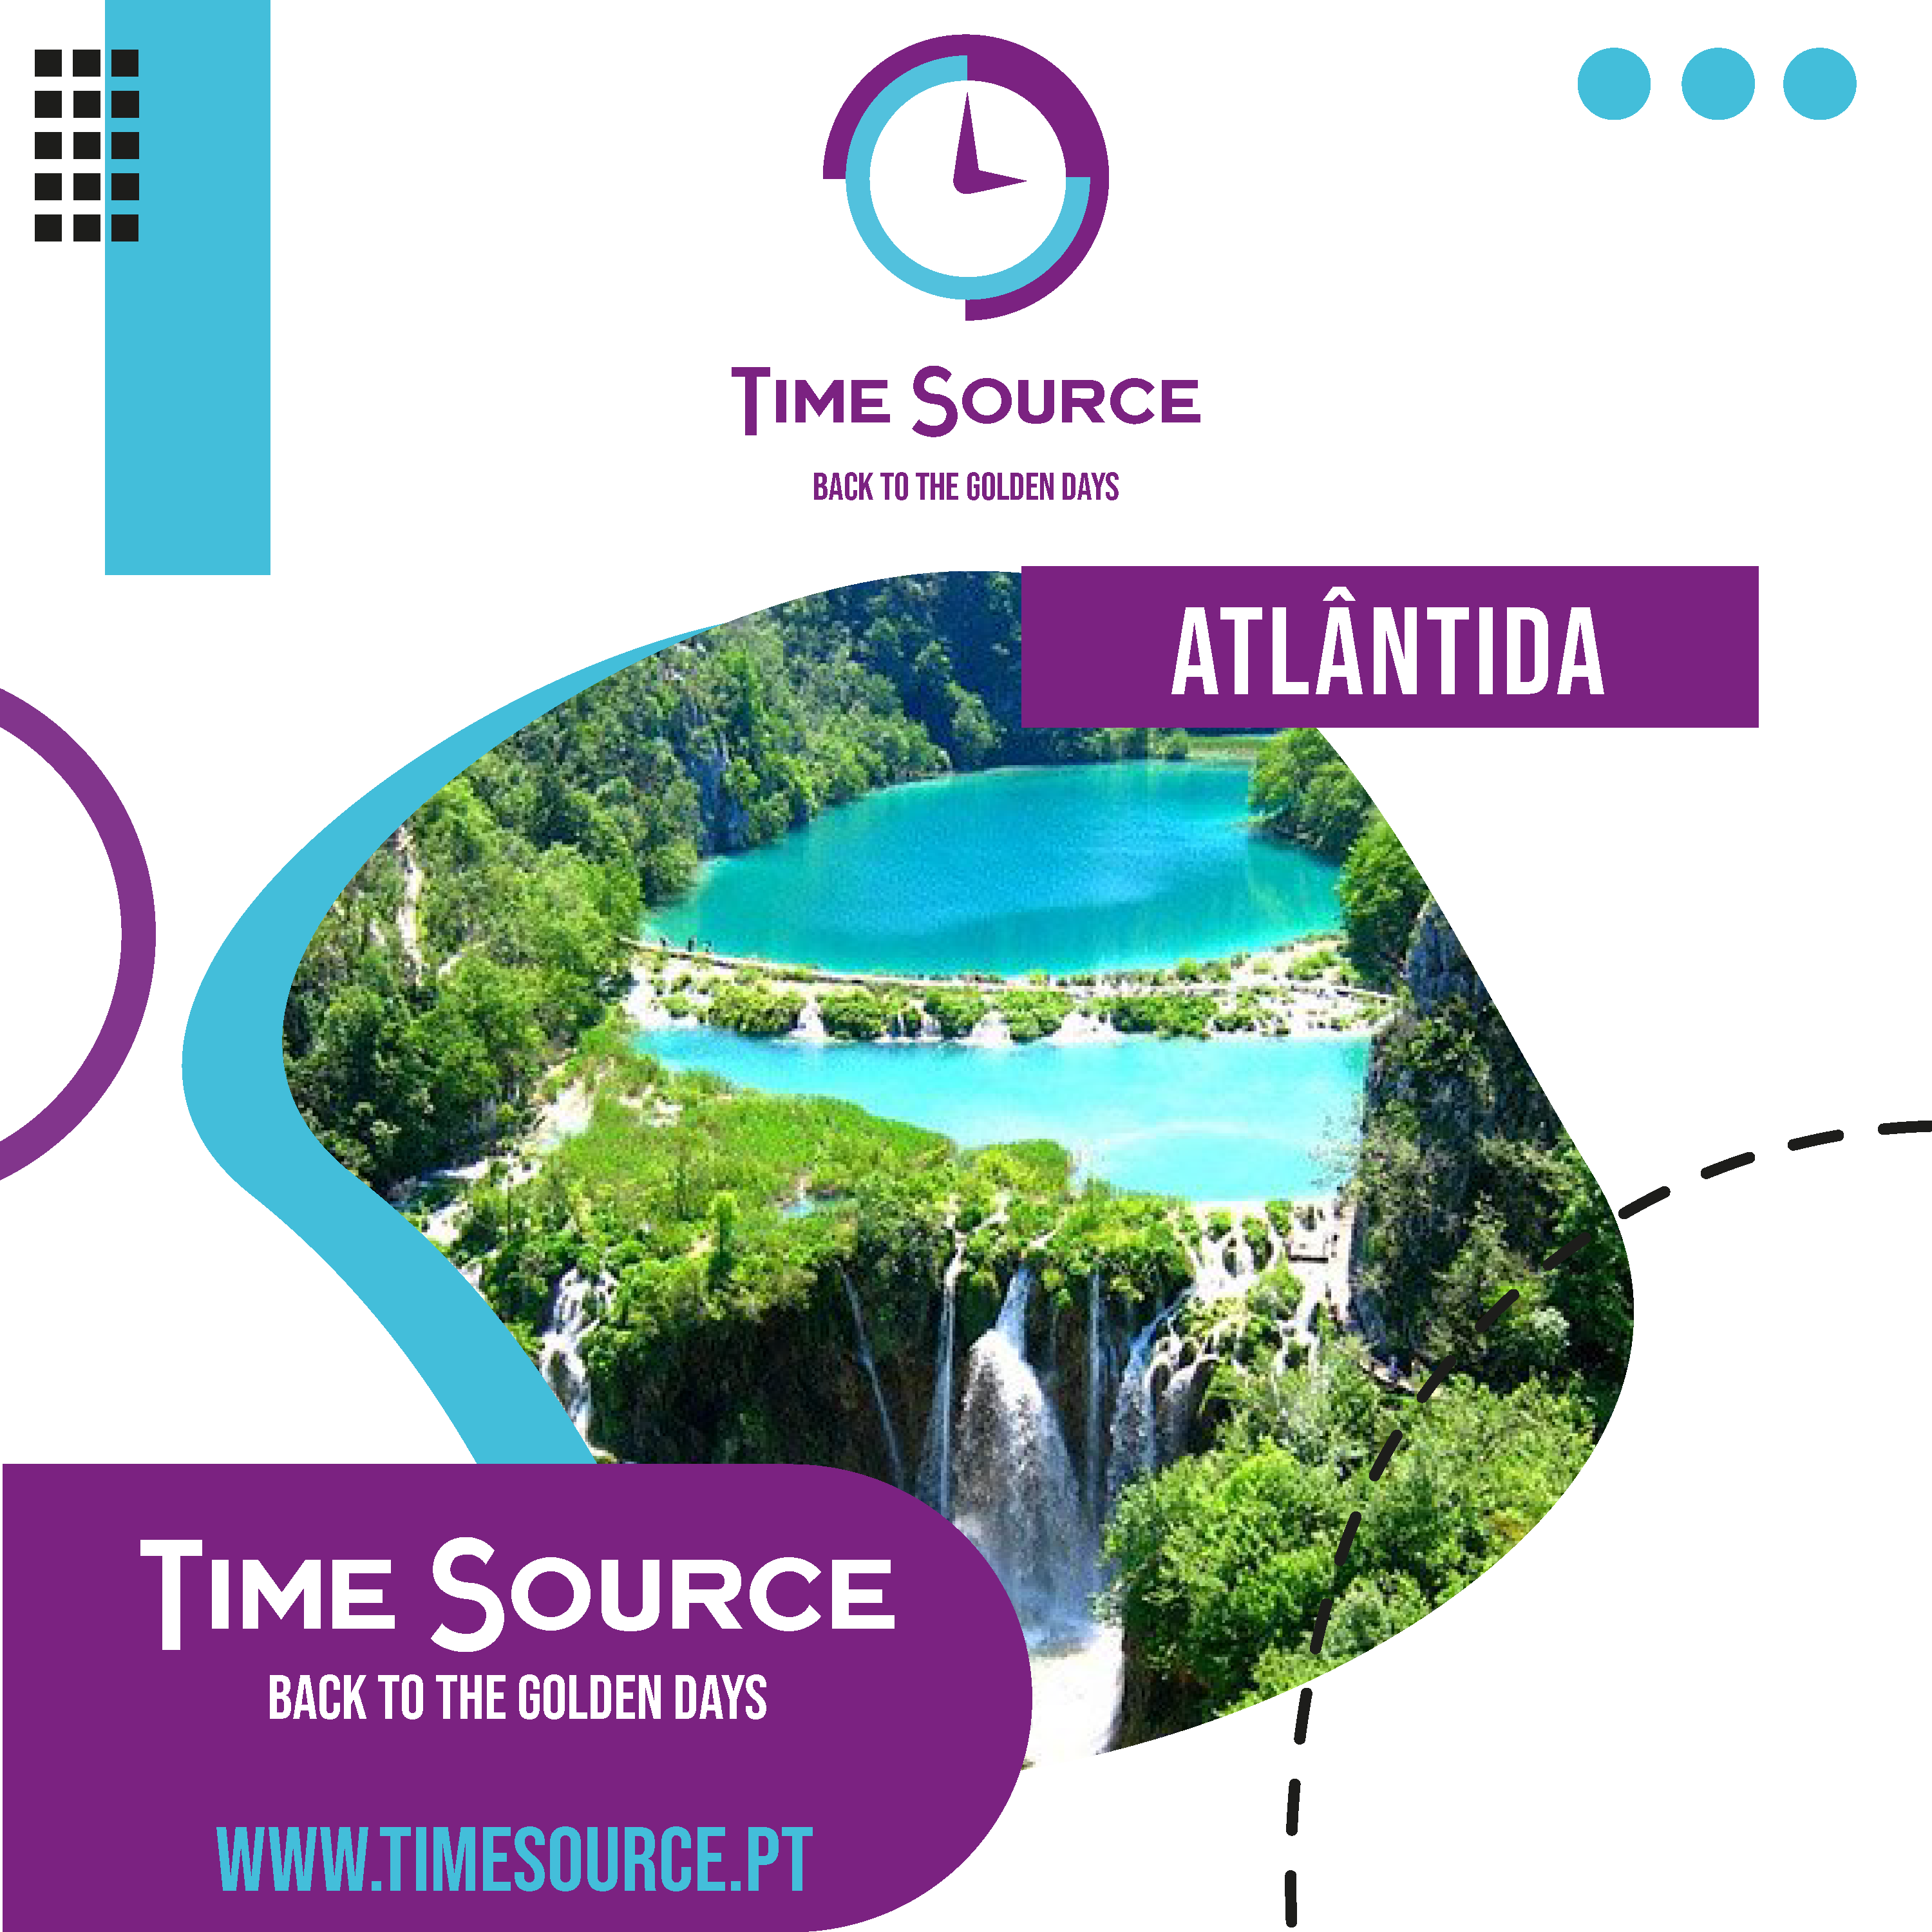 TIME SOURCE
BACK TO THE GOLDEN DAYS
ATLÂNTIDA
TIME SOURCE
BACK TO THE GOLDEN DAYS
WWW.TIMESOURCE.PT